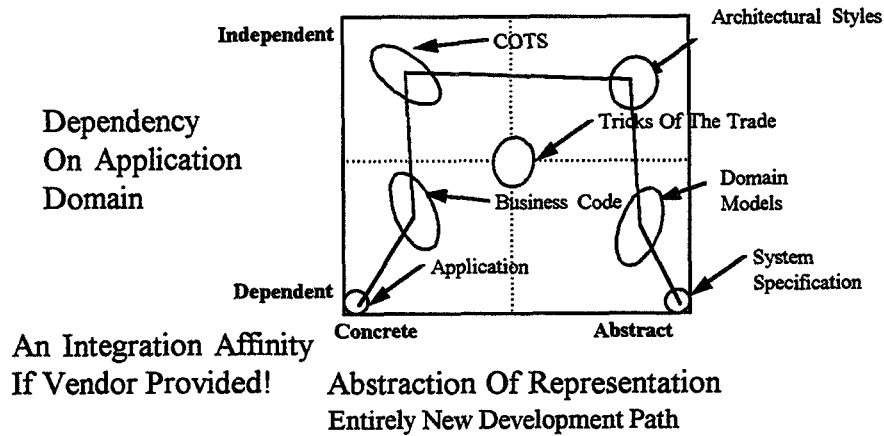 Architectural Styles
Independent
COTS
Dependency
On Application
Domain
Tricks Of The Trade
Domain
Models
Business Code
System
Specification
Application
Dependent
Concrete
Abstract
An Integration Affinity
If Vendor Provided!
Abstraction Of Representation
Entirely New Development Path